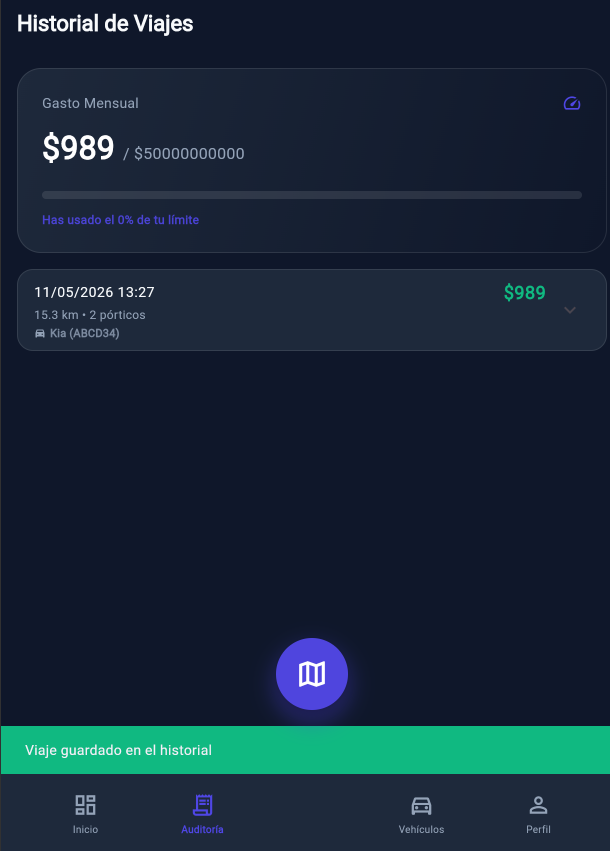 Historial de Viajes
Gasto Mensual
$989 / $50000000000
Has usado el 0% de tu límite
11/05/2026 13:27
$989
15.3 km • 2 pórticos
Kia (ABCD34)
Viaje guardado en el historial
Inicio
Auditoría
Vehículos
Perfil